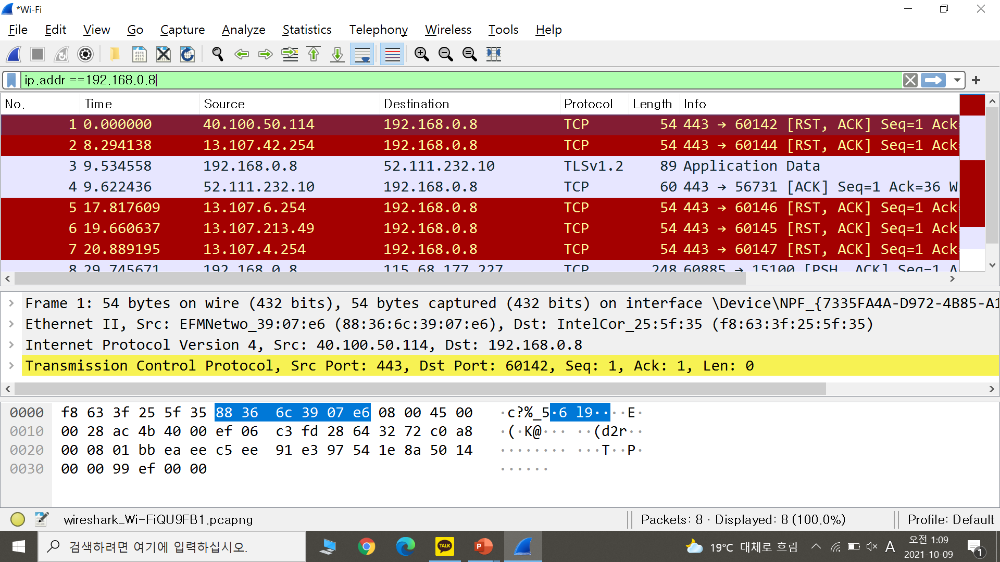 *Wi-Fi
File Edit View Go Capture Analyze Statistics Telephony Wireless Tools Help
ip.addr ==192.168.0.8
No. Time Source Destination Protocol Length Info
1 0.000000 40.100.50.114 192.168.0.8 TCP 54 443 → 60142 [RST, ACK] Seq=1 Ack=
2 8.294138 13.107.42.254 192.168.0.8 TCP 54 443 → 60144 [RST, ACK] Seq=1 Ack=
3 9.534558 192.168.0.8 52.111.232.10 TLSv1.2 89 Application Data
4 9.622436 52.111.232.10 192.168.0.8 TCP 60 443 → 56731 [ACK] Seq=1 Ack=36 W
5 17.817609 13.107.6.254 192.168.0.8 TCP 54 443 → 60146 [RST, ACK] Seq=1 Ack=
6 19.660637 13.107.213.49 192.168.0.8 TCP 54 443 → 60145 [RST, ACK] Seq=1 Ack=
7 20.889195 13.107.4.254 192.168.0.8 TCP 54 443 → 60147 [RST, ACK] Seq=1 Ack=
8 29.745671 192.168.0.8 115.68.177.227 TCP 248 60885 → 15100 [PSH, ACK] Seq=1 A
Frame 1: 54 bytes on wire (432 bits), 54 bytes captured (432 bits) on interface \Device\NPF_{7335FA4A-D972-4B85-A1
Ethernet II, Src: EFMNetwo_39:07:e6 (88:36:6c:39:07:e6), Dst: IntelCor_25:5f:35 (f8:63:3f:25:5f:35)
Internet Protocol Version 4, Src: 40.100.50.114, Dst: 192.168.0.8
Transmission Control Protocol, Src Port: 443, Dst Port: 60142, Seq: 1, Ack: 1, Len: 0
0000 f8 63 3f 25 5f 35 88 36 6c 39 07 e6 08 00 45 00 ·c?%_5·6 l9····E·
0010 00 28 ac 4b 40 00 ef 06 c3 fd 28 64 32 72 c0 a8 ·(·K@··· ··(d2r··
0020 00 08 01 bb ea ee c5 ee 91 e3 97 54 1e 8a 50 14 ········ ···T··P·
0030 00 00 99 ef 00 00 ······
wireshark_Wi-FiQU9FB1.pcapng Packets: 8 · Displayed: 8 (100.0%) Profile: Default
검색하려면 여기에 입력하십시오. TALK P 19°C 대체로 흐림 A 오전 1:09
2021-10-09 1